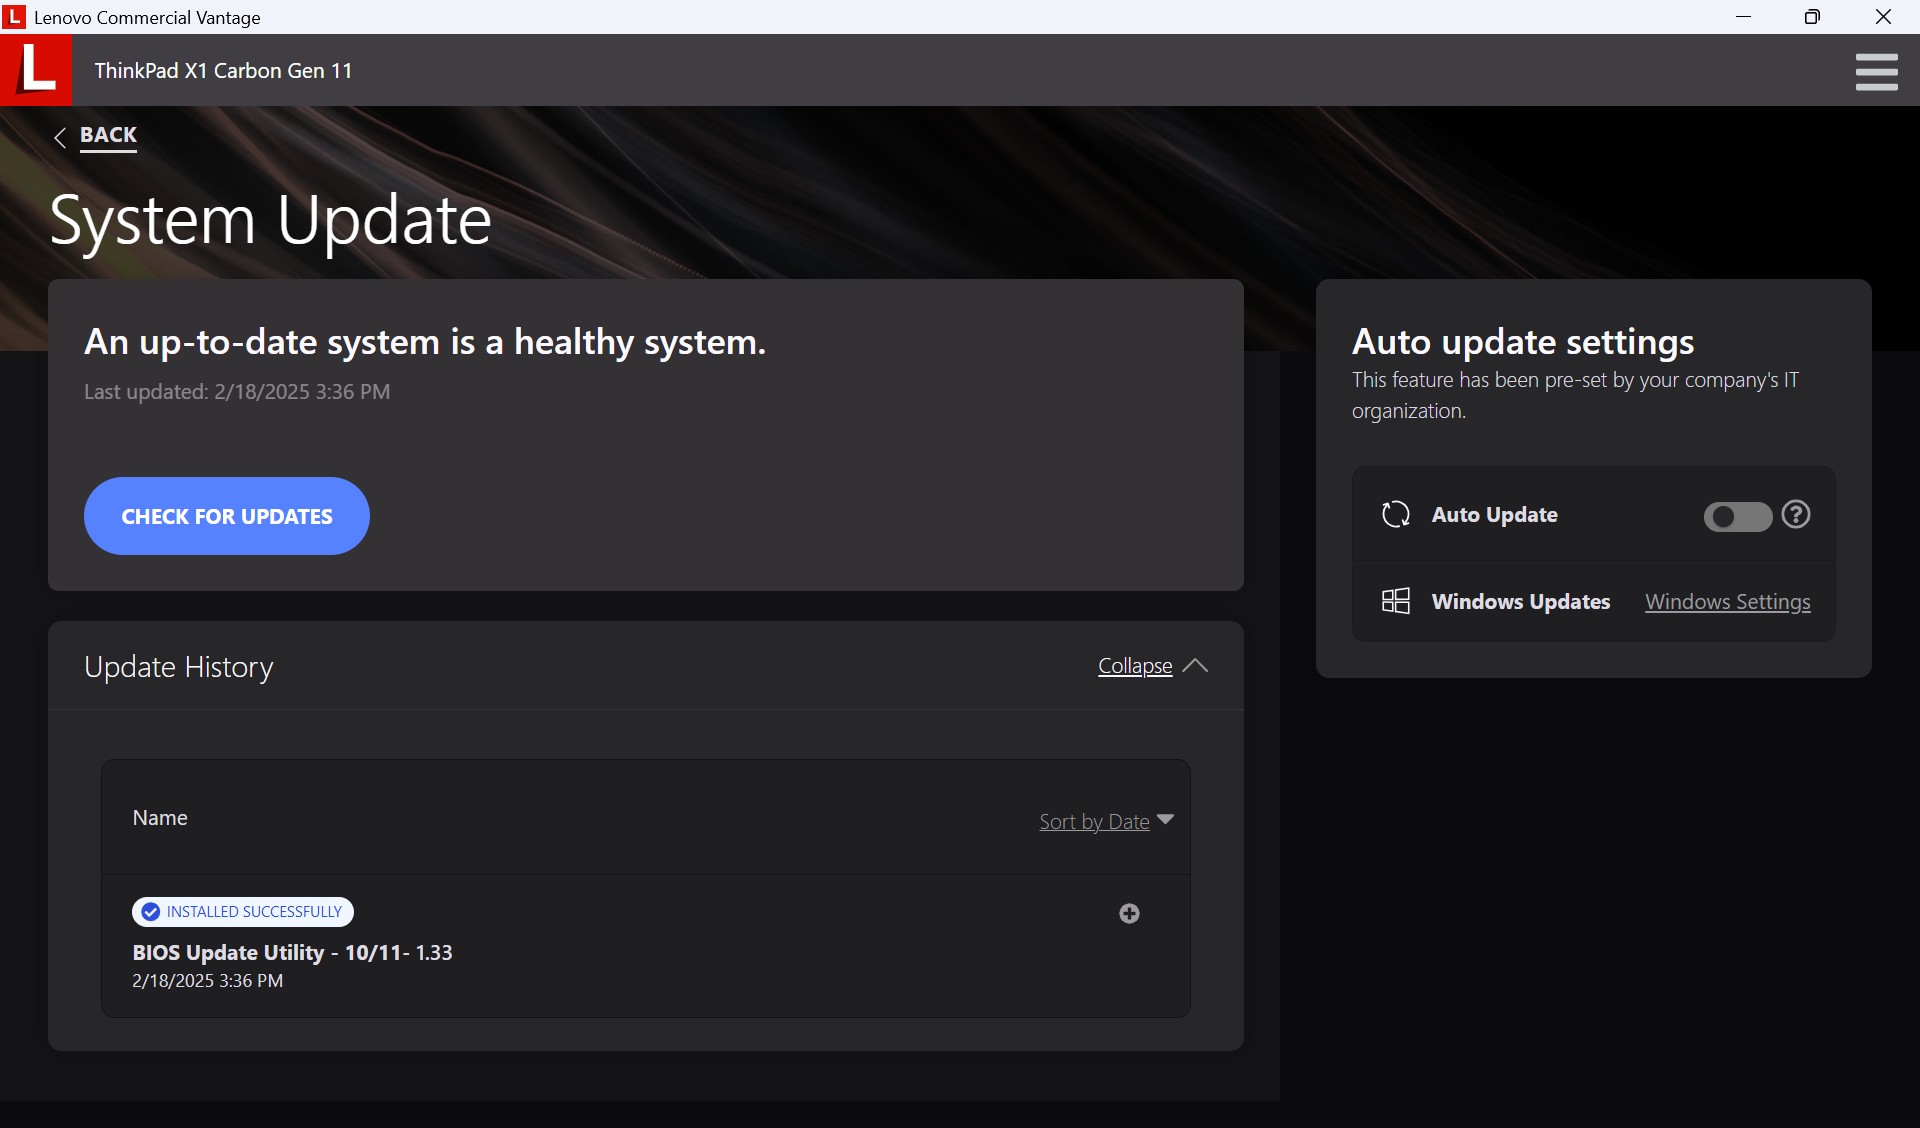 Lenovo Commercial Vantage
ThinkPad X1 Carbon Gen 11
BACK
System Update
An up-to-date system is a healthy system.
Last updated: 2/18/2025 3:36 PM
CHECK FOR UPDATES
Update History
Collapse
Name
Sort by Date
INSTALLED SUCCESSFULLY
BIOS Update Utility - 10/11- 1.33
2/18/2025 3:36 PM
Auto update settings
This feature has been pre-set by your company's IT
organization.
Auto Update
Windows Updates Windows Settings